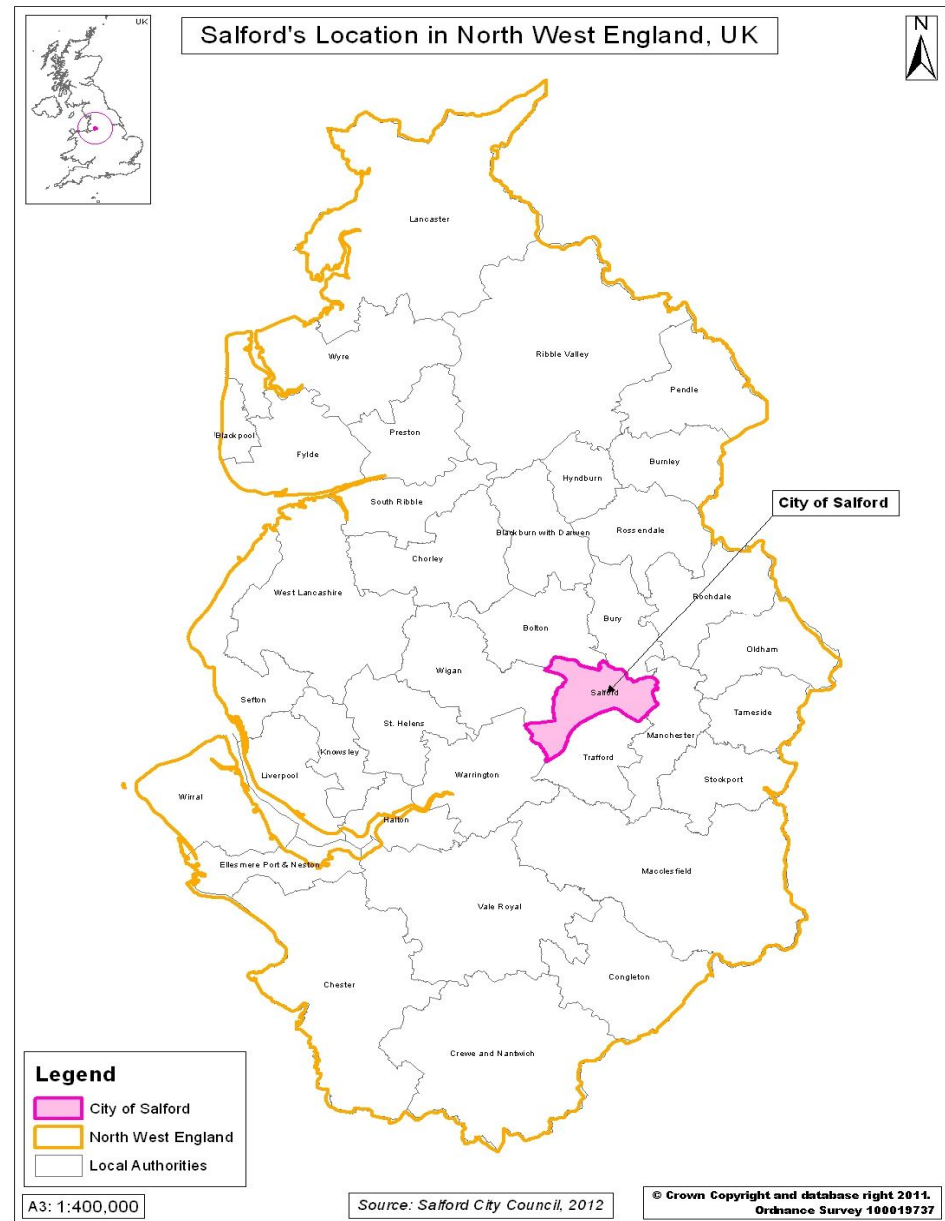 UK
Salford's Location in North West England, UK
N
Lancaster
Wyre
Ribble Valley
Pendle
Blackpool
Preston
Fylde
Burnley
Hyndburn
South Ribble
City of Salford
Blackburn with Darwen
Rossendale
Chorley
West Lancashire
Rochdale
Bolton
Bury
Oldham
Wigan
Salford
Sefton
Tameside
St. Helens
Manchester
Knowsley
Trafford
Liverpool
Warrington
Stockport
Wirral
Halton
Ellesmere Port & Neston
Macclesfield
Vale Royal
Congleton
Chester
Crewe and Nantwich
Legend
City of Salford
North West England
Local Authorities
A3: 1:400,000
Source: Salford City Council, 2012
© Crown Copyright and database right 2011.
Ordnance Survey 100019737